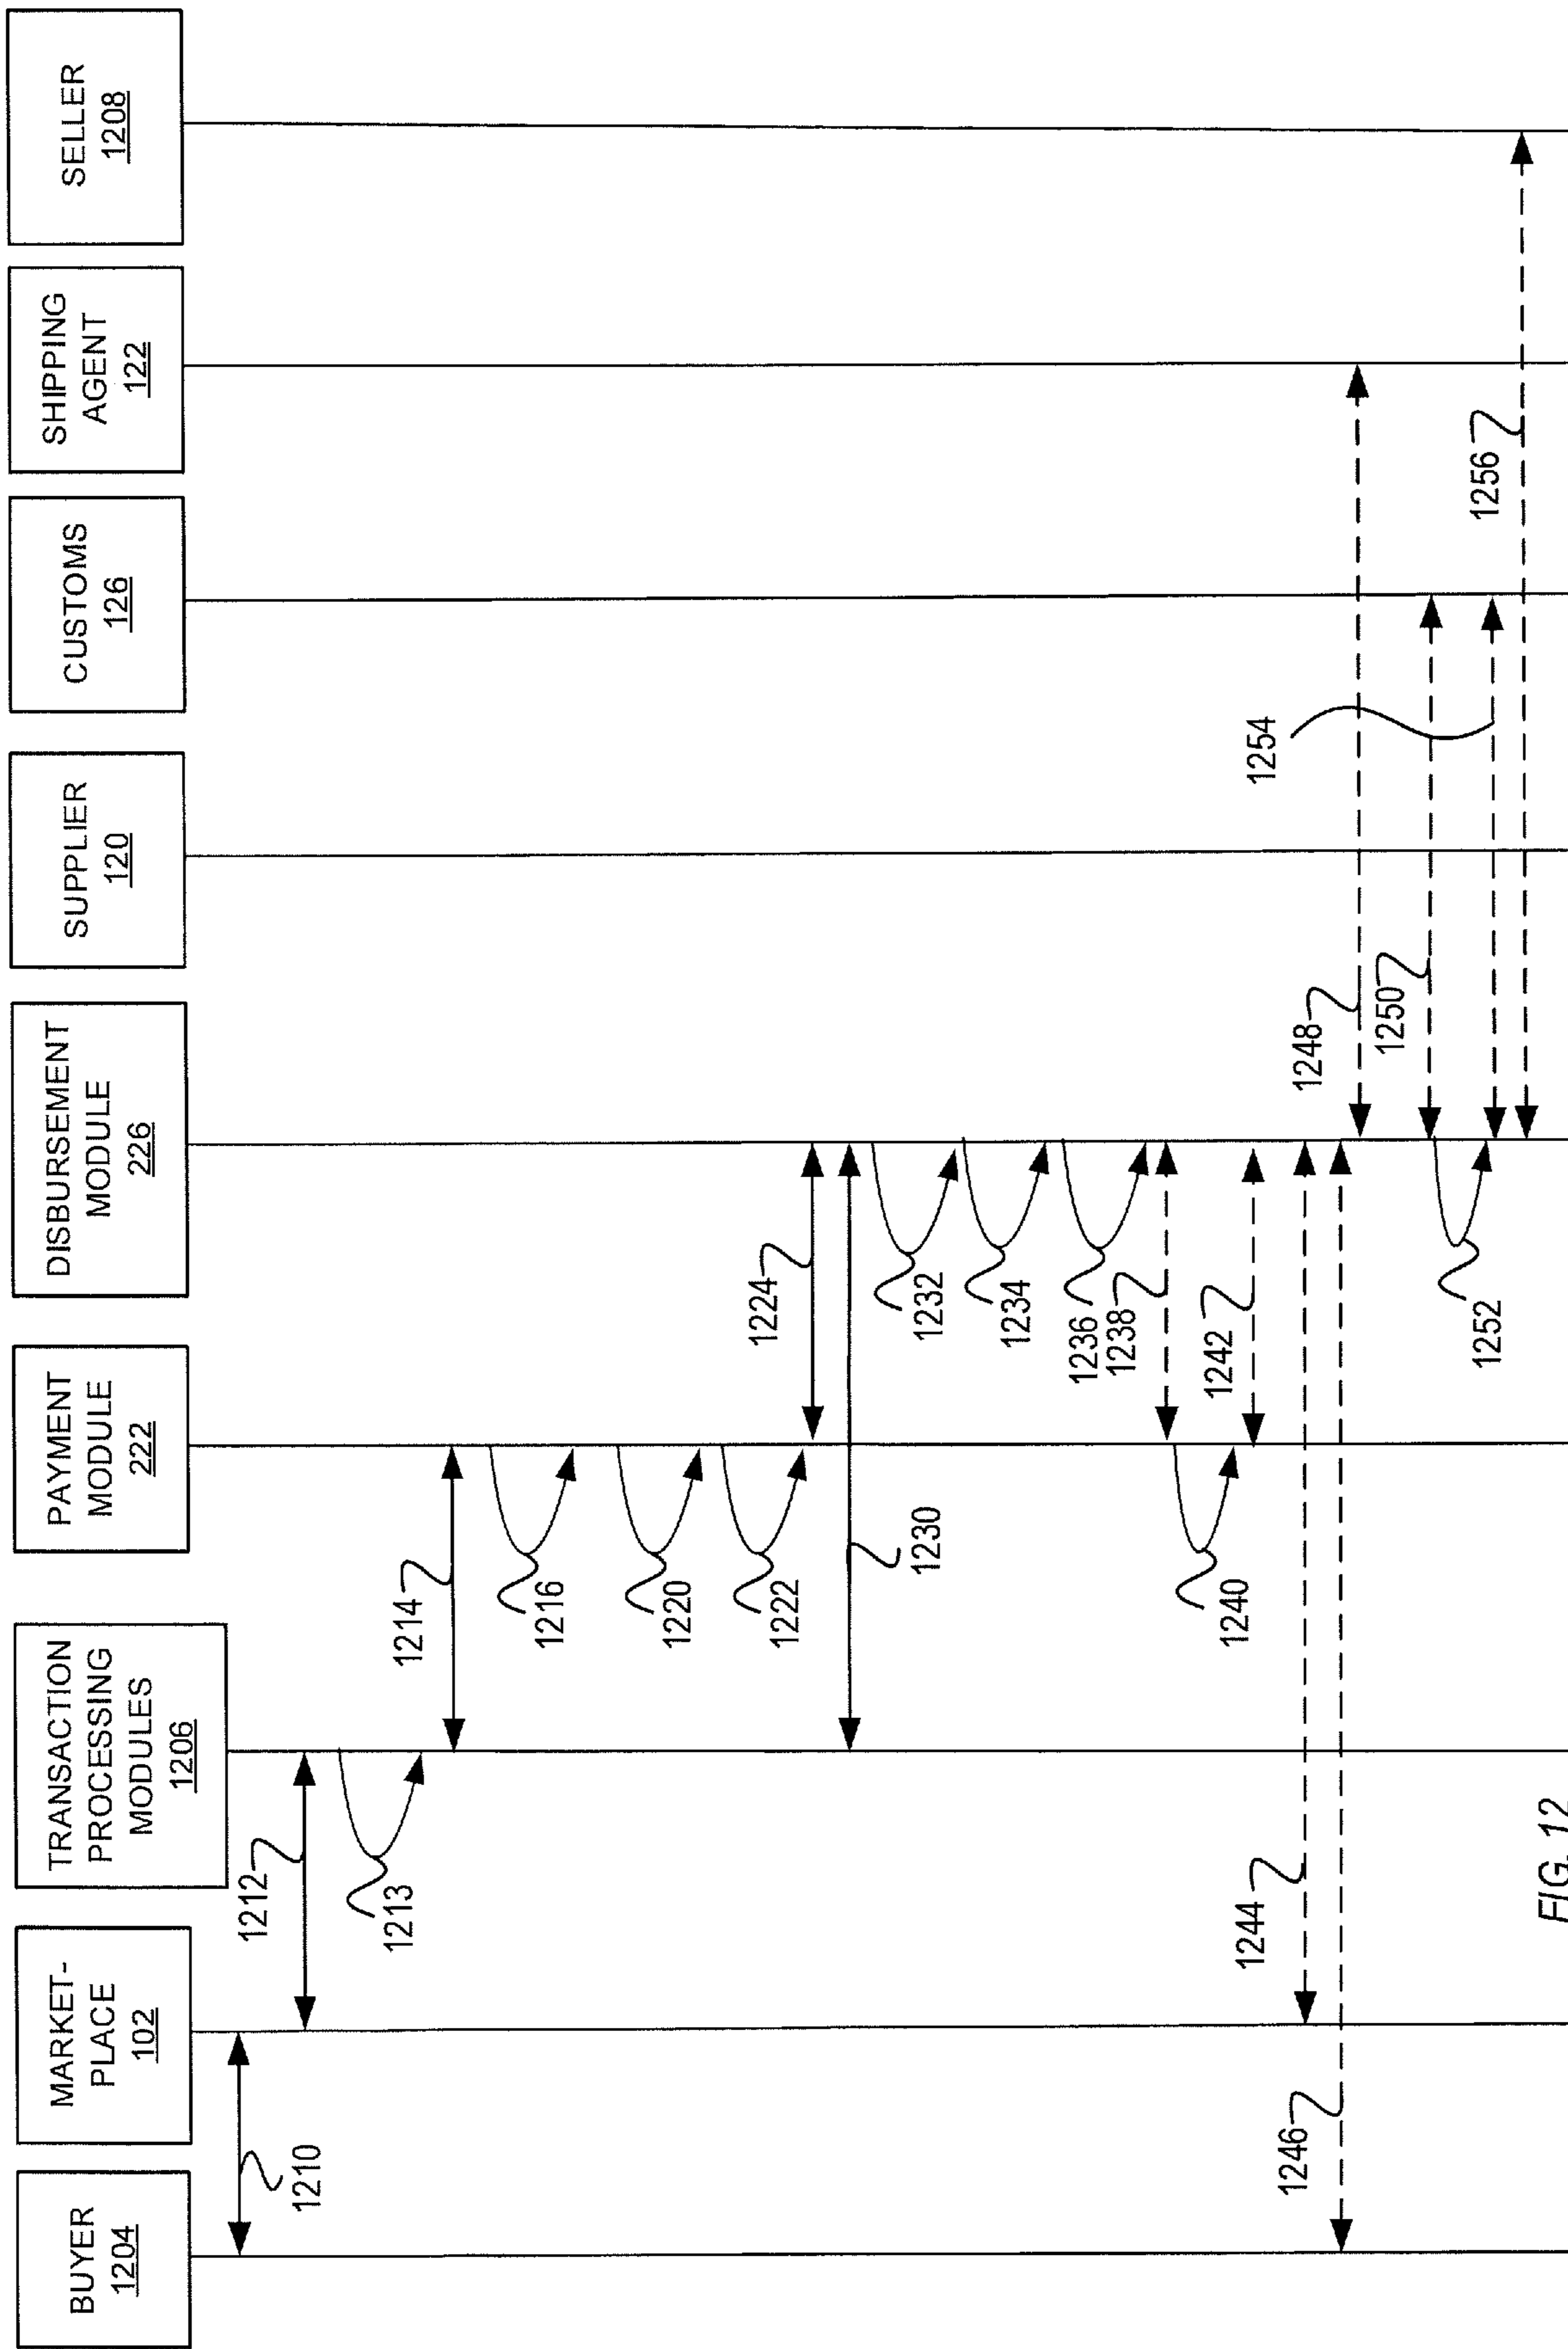 BUYER
1204
MARKET-
PLACE
102
TRANSACTION
PROCESSING
MODULES
1206
PAYMENT
MODULE
222
DISBURSEMENT
MODULE
226
SUPPLIER
120
CUSTOMS
126
SHIPPING
AGENT
122
SELLER
1208
1210
1212
1213
1214
1216
1220
1222
1224
1230
1232
1234
1236
1238
1240
1242
1244
1246
1248
1250
1252
1254
1256
FIG. 12